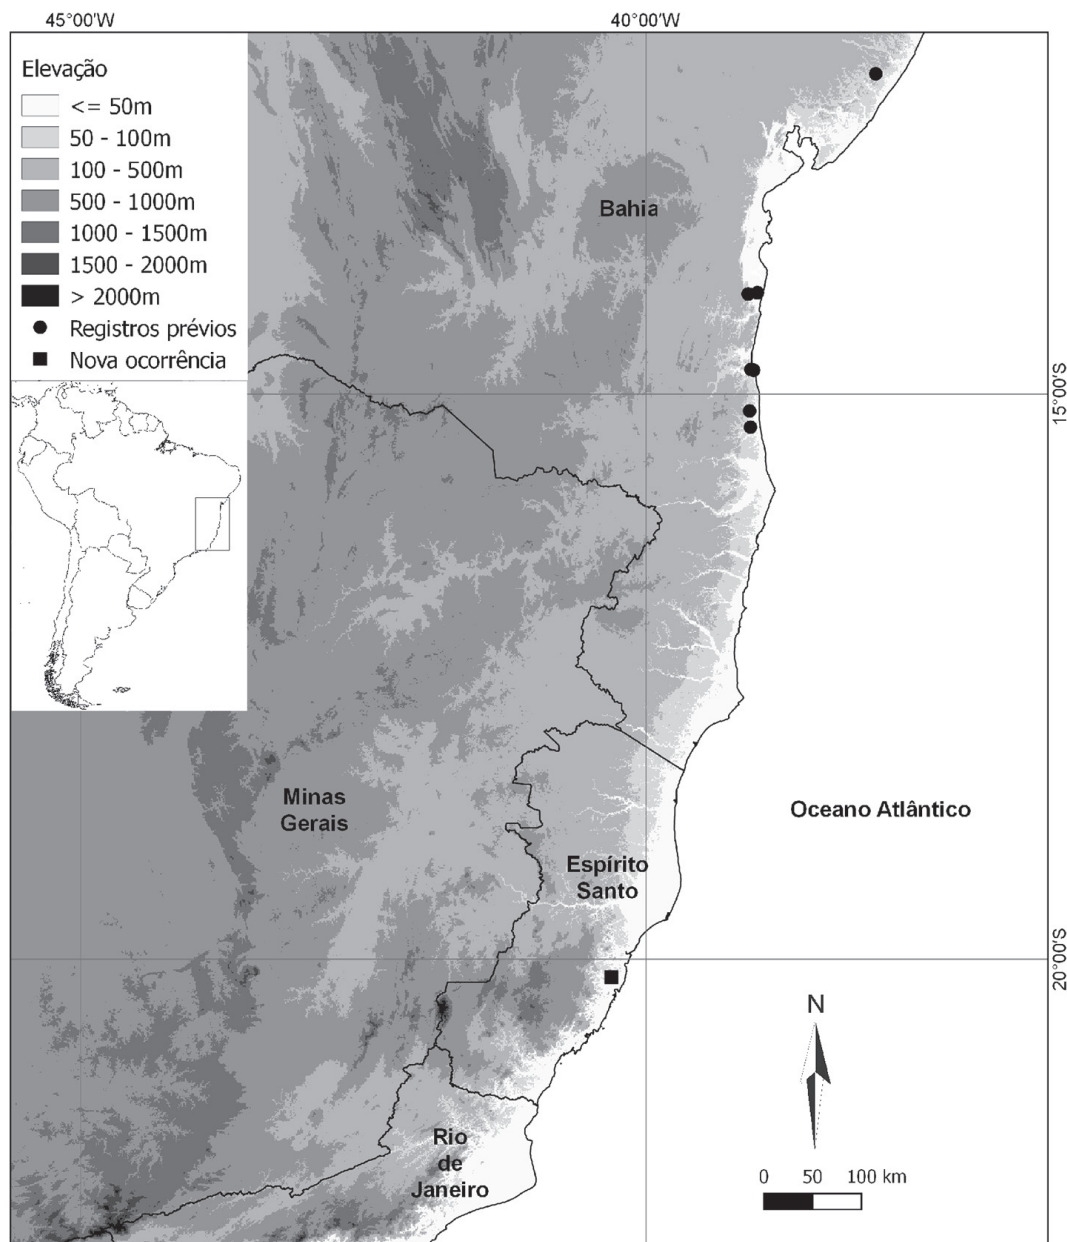 45°00'W
40°00'W
Elevação
<= 50m
50 - 100m
100 - 500m
500 - 1000m
1000 - 1500m
1500 - 2000m
> 2000m
Registros prévios
Nova ocorrência
Bahia
15°00'S
Minas
Gerais
Oceano Atlântico
Espírito
Santo
20°00'S
N
Rio
de
Janeiro
0 50 100 km